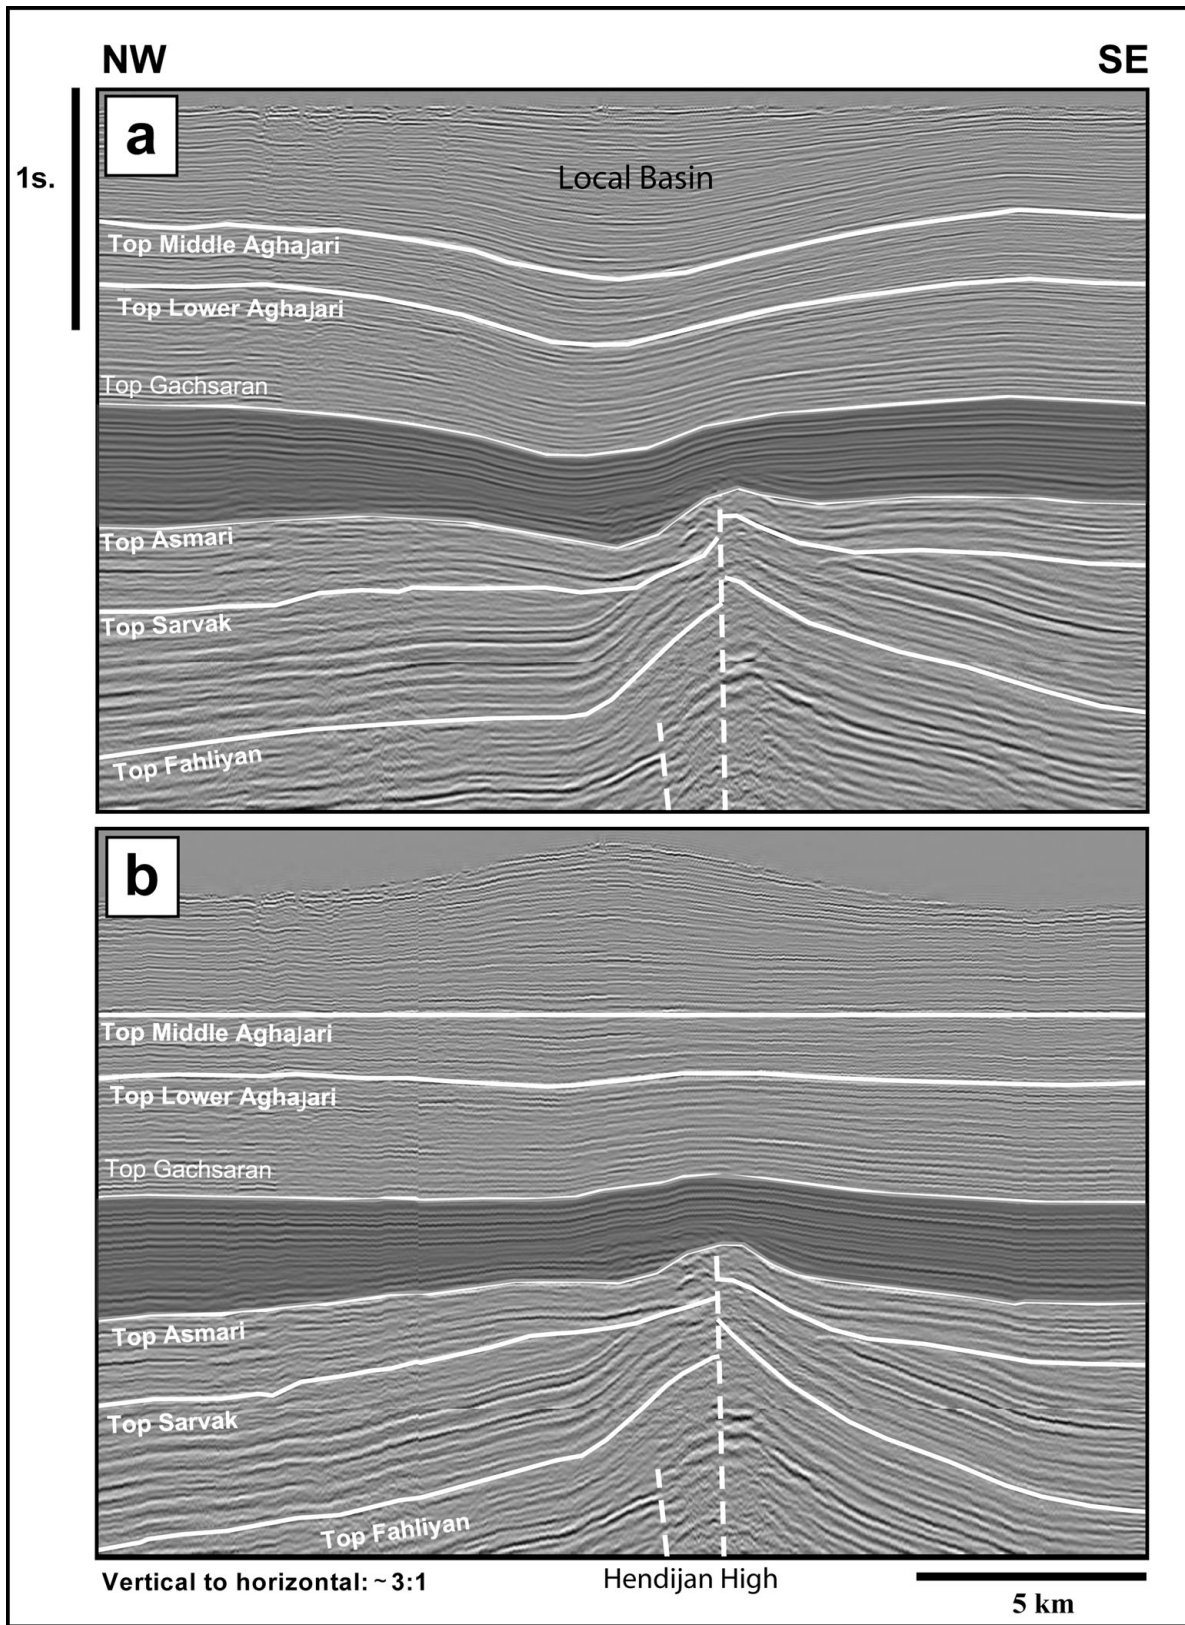 NW
SE
a
1s.
Local Basin
Top Middle Aghajari
Top Lower Aghajari
Top Gachsaran
Top Asmari
Top Sarvak
Top Fahliyan
b
Top Middle Aghajari
Top Lower Aghajari
Top Gachsaran
Top Asmari
Top Sarvak
Top Fahliyan
Vertical to horizontal: ~ 3:1
Hendijan High
5 km